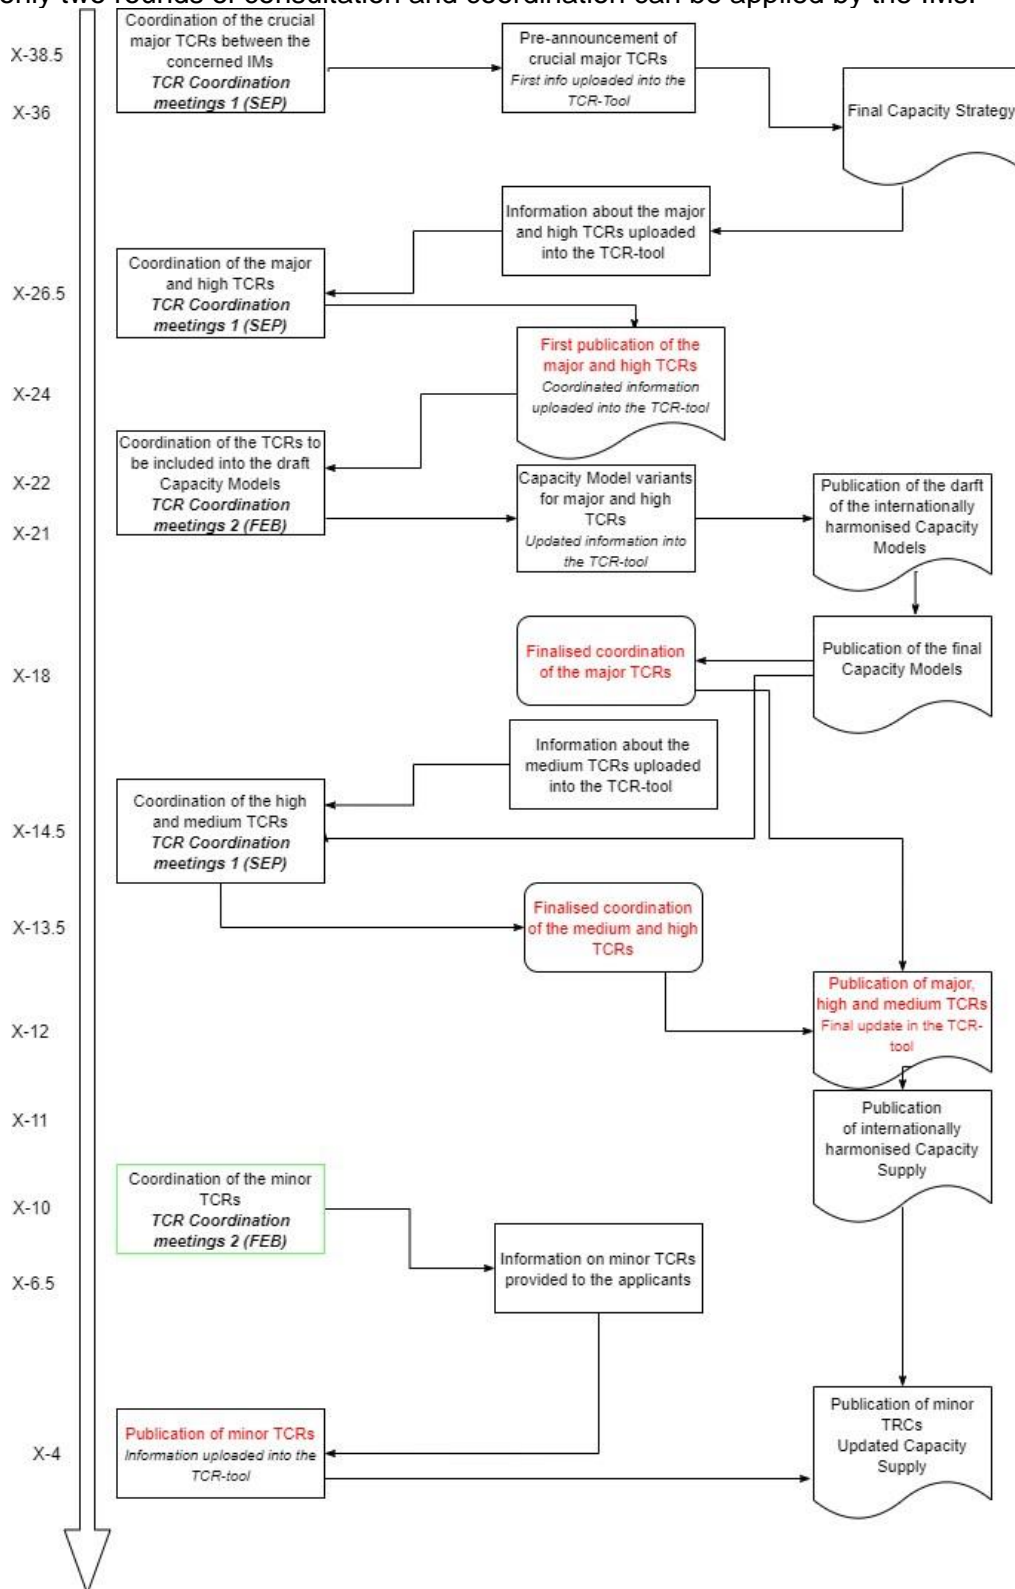 only two rounds of consultation and coordination can be applied by the IMs.
Coordination of the crucial
major TCRs between the
concerned IMs
TCR Coordination
meetings 1 (SEP)
X-38.5
X-36
Pre-announcement of
crucial major TCRs
First info uploaded into the
TCR-Tool
Final Capacity Strategy
Information about the major
and high TCRs uploaded
into the TCR-tool
X-26.5
Coordination of the major
and high TCRs
TCR Coordination
meetings 1 (SEP)
First publication of the
major and high TCRs
Coordinated information
uploaded into the TCR-tool
X-24
Coordination of the TCRs to
be included into the draft
Capacity Models
TCR Coordination
meetings 2 (FEB)
X-22
X-21
Capacity Model variants
for major and high
TCRs
Updated information into
the TCR-tool
Publication of the darft
of the internationally
harmonised Capacity
Models
Finalised coordination
of the major TCRs
Publication of the final
Capacity Models
X-18
Information about the
medium TCRs uploaded
into the TCR-tool
Coordination of the high
and medium TCRs
TCR Coordination
meetings 1 (SEP)
X-14.5
Finalised coordination
of the medium and high
TCRs
X-13.5
Publication of major,
high and medium TCRs
Final update in the TCR-
tool
X-12
Publication
of internationally
harmonised Capacity
Supply
X-11
Coordination of the minor
TCRs
TCR Coordination
meetings 2 (FEB)
X-10
Information on minor TCRs
provided to the applicants
X-6.5
Publication of minor TCRs
Information uploaded into the
TCR-tool
X-4
Publication of minor
TRCs
Updated Capacity
Supply